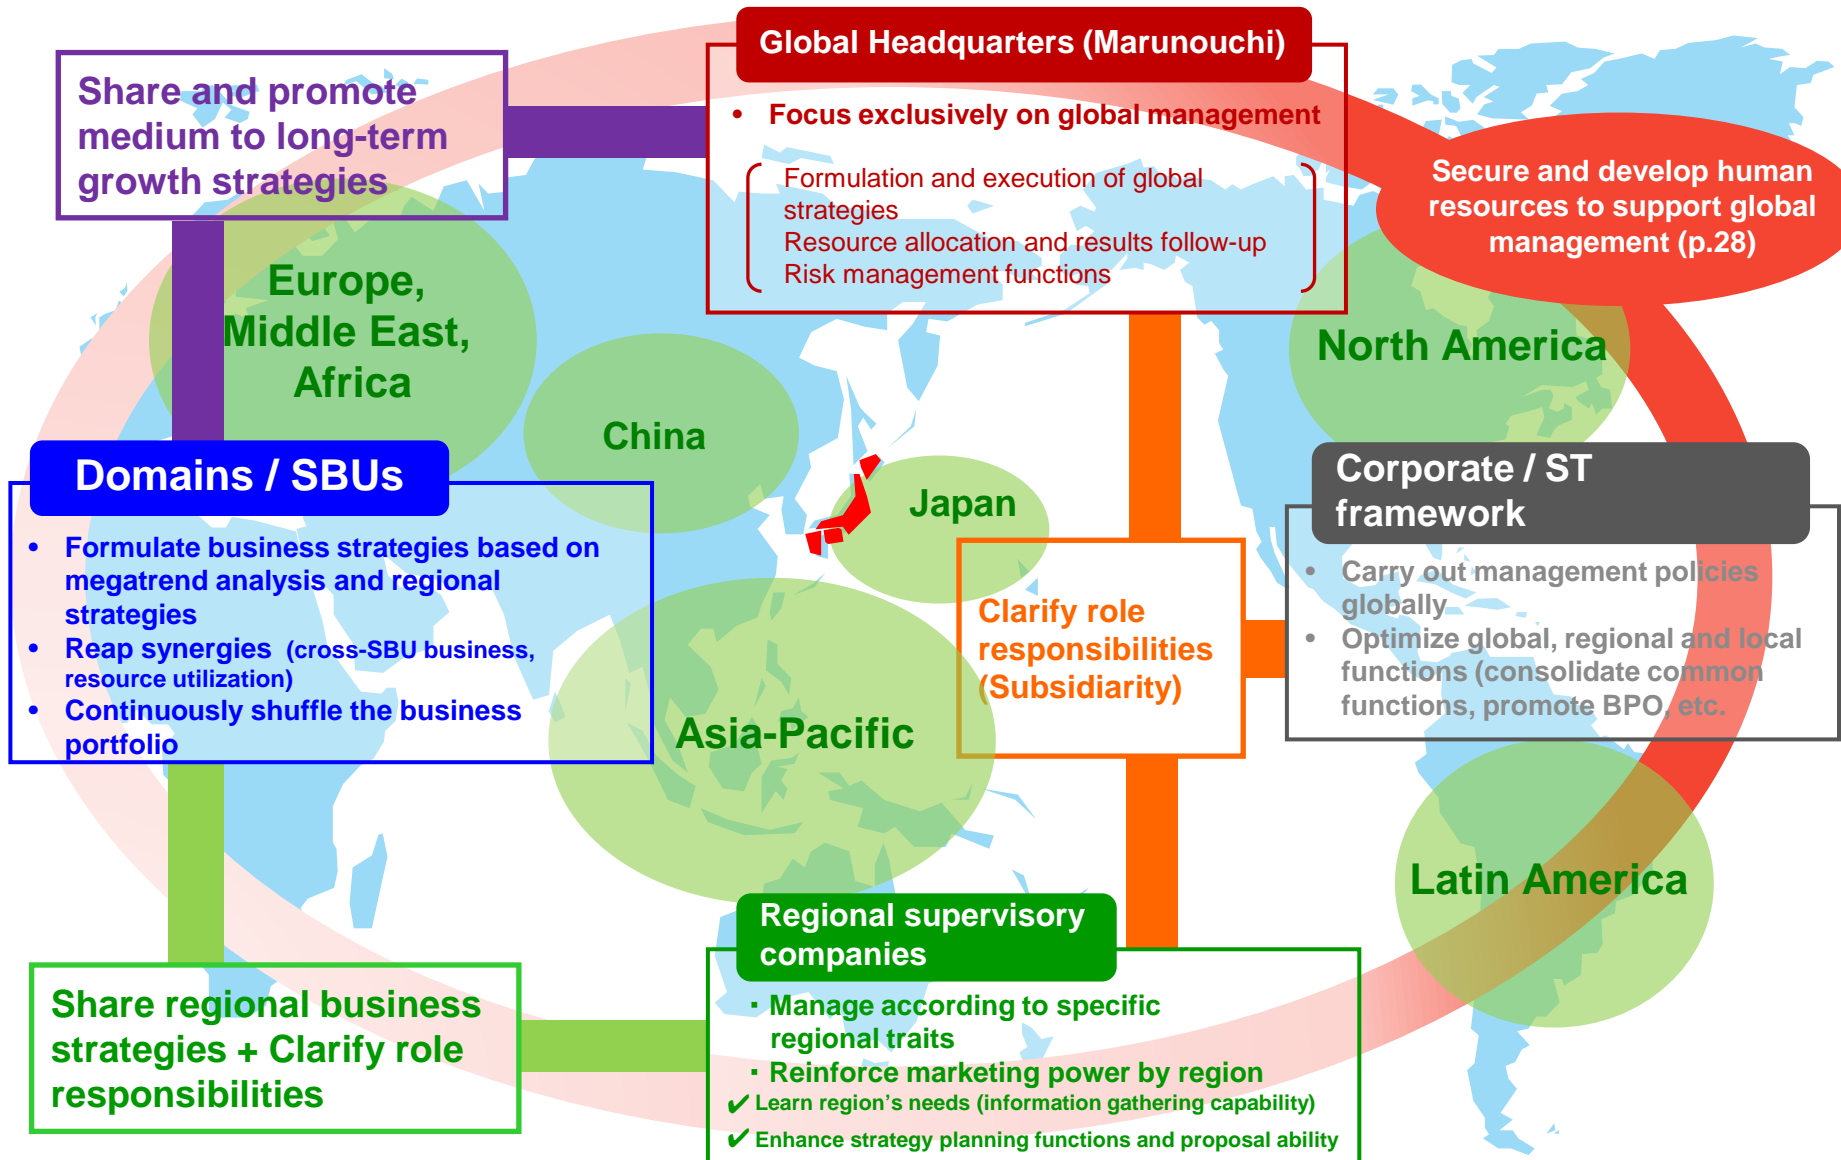 Global Headquarters (Marunouchi)
• Focus exclusively on global management
Formulation and execution of global
strategies
Resource allocation and results follow-up
Risk management functions
Share and promote
medium to long-term
growth strategies
Secure and develop human
resources to support global
management (p.28)
Europe,
Middle East,
Africa
China
Japan
North America
Asia-Pacific
Latin America
Domains / SBUs
• Formulate business strategies based on
megatrend analysis and regional
strategies
• Reap synergies (cross-SBU business,
resource utilization)
• Continuously shuffle the business
portfolio
Clarify role
responsibilities
(Subsidiarity)
Corporate / ST
framework
• Carry out management policies
globally
• Optimize global, regional and local
functions (consolidate common
functions, promote BPO, etc.
Share regional business
strategies + Clarify role
responsibilities
Regional supervisory
companies
・Manage according to specific
regional traits
・Reinforce marketing power by region
✔ Learn region’s needs (information gathering capability)
✔ Enhance strategy planning functions and proposal ability